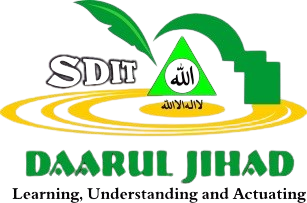 SDIT
الله
لا اله الا الله
DAARUL JIHAD
Learning, Understanding and Actuating